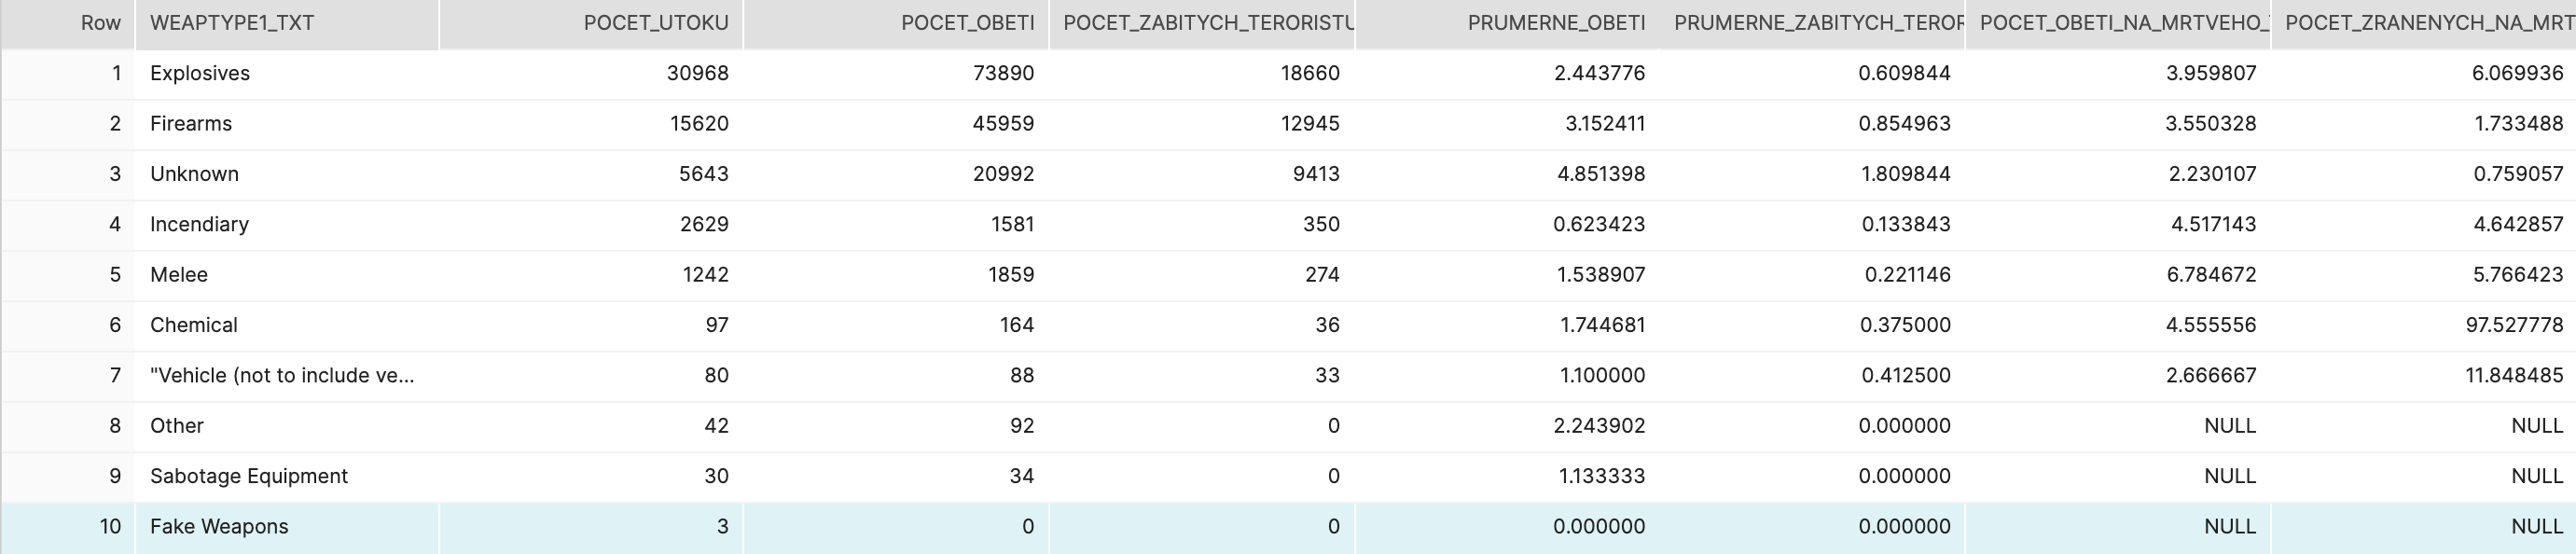 Row WEAPTYPE1_TXT POCET_UTOKU POCET_OBETI POCET_ZABITYCH_TERORISTU PRUMERNE_OBETI PRUMERNE_ZABITYCH_TEROR POCET_OBETI_NA_MRTVEHO_ POCET_ZRANENYCH_NA_MRT
1 Explosives 30968 73890 18660 2.443776 0.609844 3.959807 6.069936
2 Firearms 15620 45959 12945 3.152411 0.854963 3.550328 1.733488
3 Unknown 5643 20992 9413 4.851398 1.809844 2.230107 0.759057
4 Incendiary 2629 1581 350 0.623423 0.133843 4.517143 4.642857
5 Melee 1242 1859 274 1.538907 0.221146 6.784672 5.766423
6 Chemical 97 164 36 1.744681 0.375000 4.555556 97.527778
7 "Vehicle (not to include ve... 80 88 33 1.100000 0.412500 2.666667 11.848485
8 Other 42 92 0 2.243902 0.000000 NULL NULL
9 Sabotage Equipment 30 34 0 1.133333 0.000000 NULL NULL
10 Fake Weapons 3 0 0 0.000000 0.000000 NULL NULL